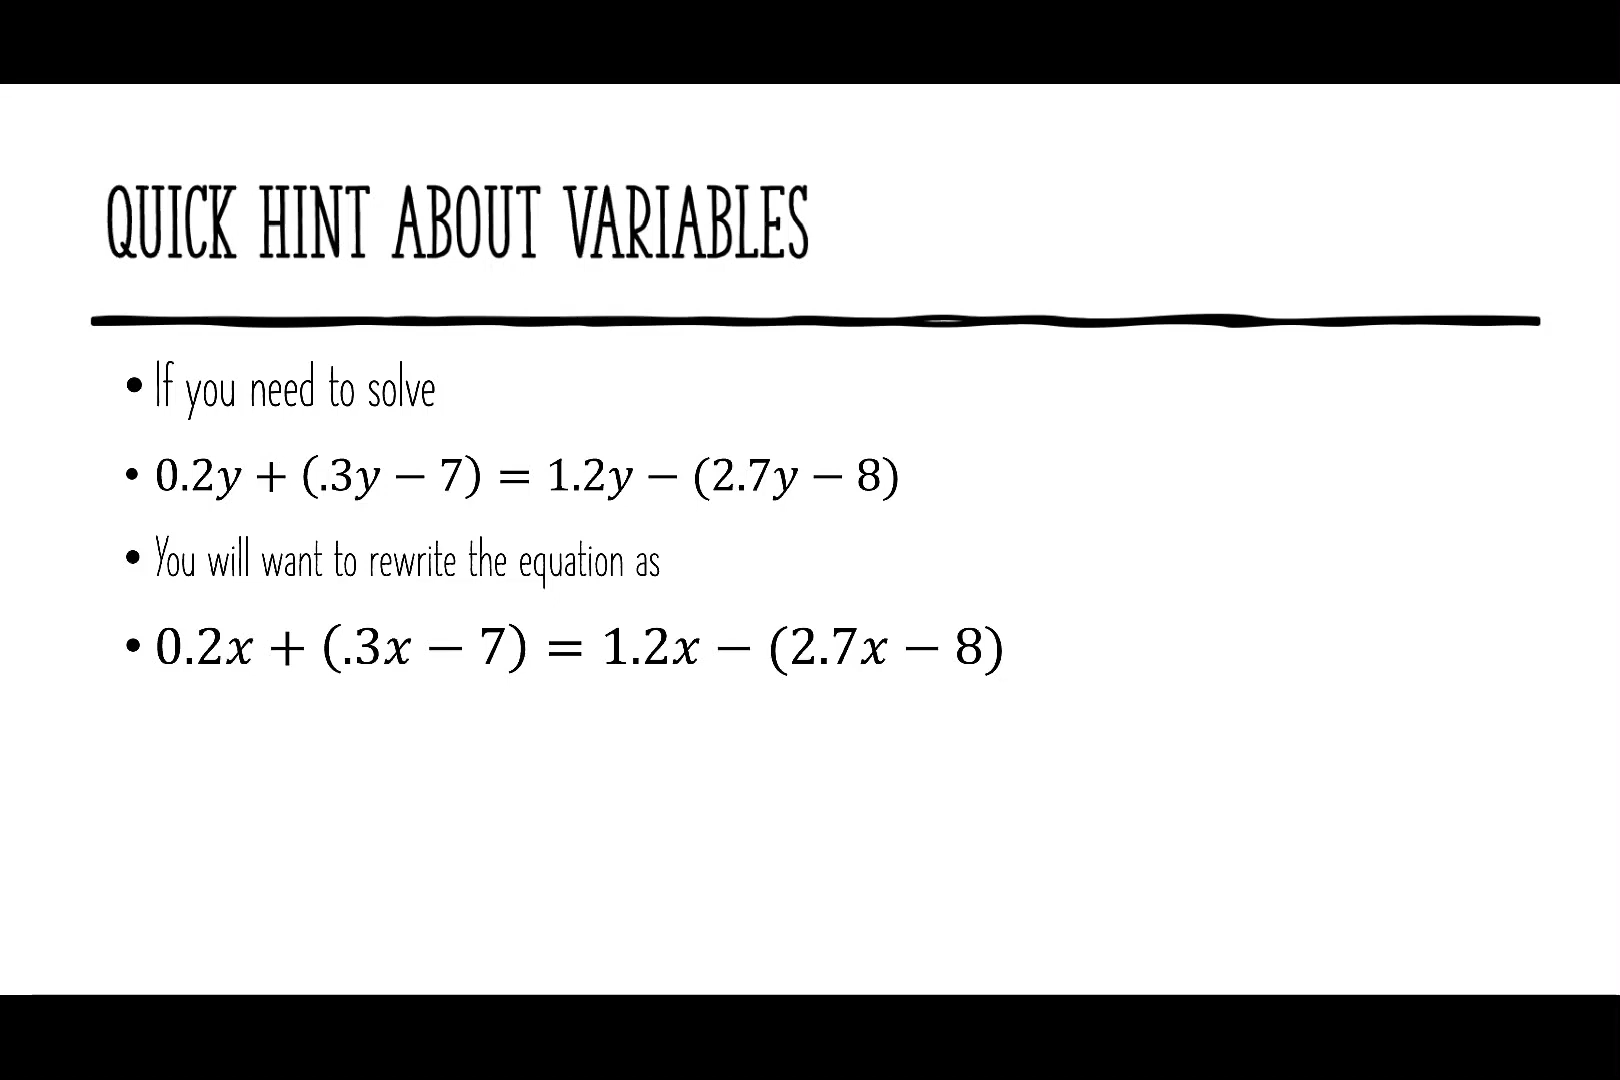 QUICK HINT ABOUT VARIABLES
• If you need to solve
• 0.2y + (.3y − 7) = 1.2y − (2.7y − 8)
• You will want to rewrite the equation as
• 0.2x + (.3x − 7) = 1.2x − (2.7x − 8)